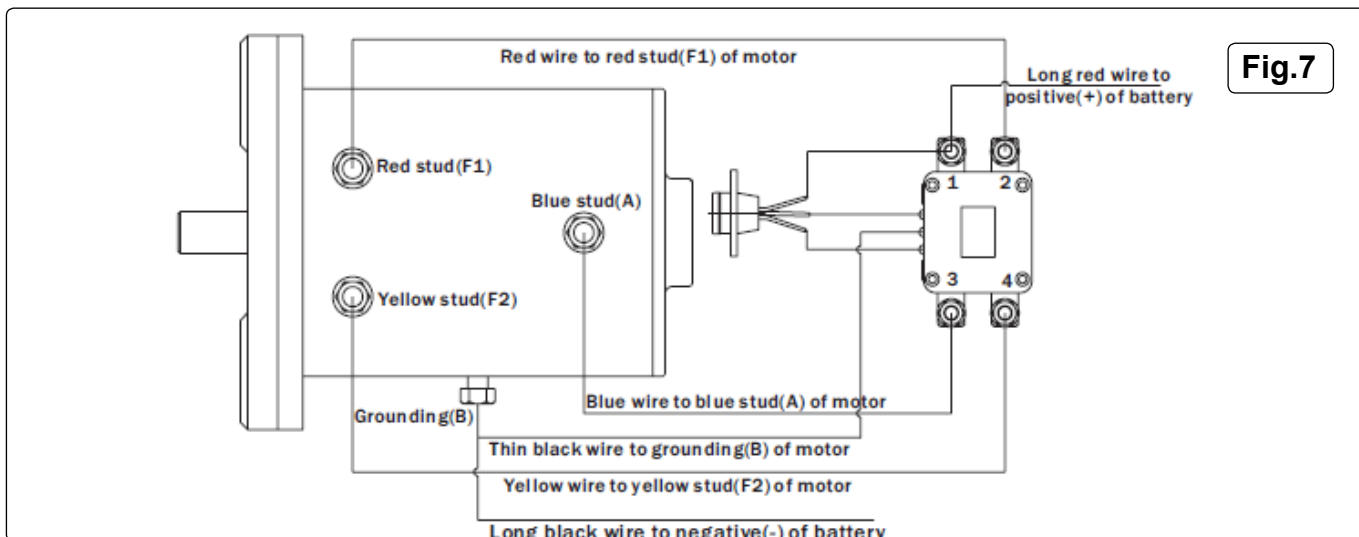 Red wire to red stud(F1) of motor
Fig.7
Long red wire to
positive(+) of battery
Red stud(F1)
1 2
Blue stud(A)
3 4
Yellow stud(F2)
Blue wire to blue stud(A) of motor
Grounding(B)
Thin black wire to grounding(B) of motor
Yellow wire to yellow stud(F2) of motor
Long black wire to negative(-) of battery